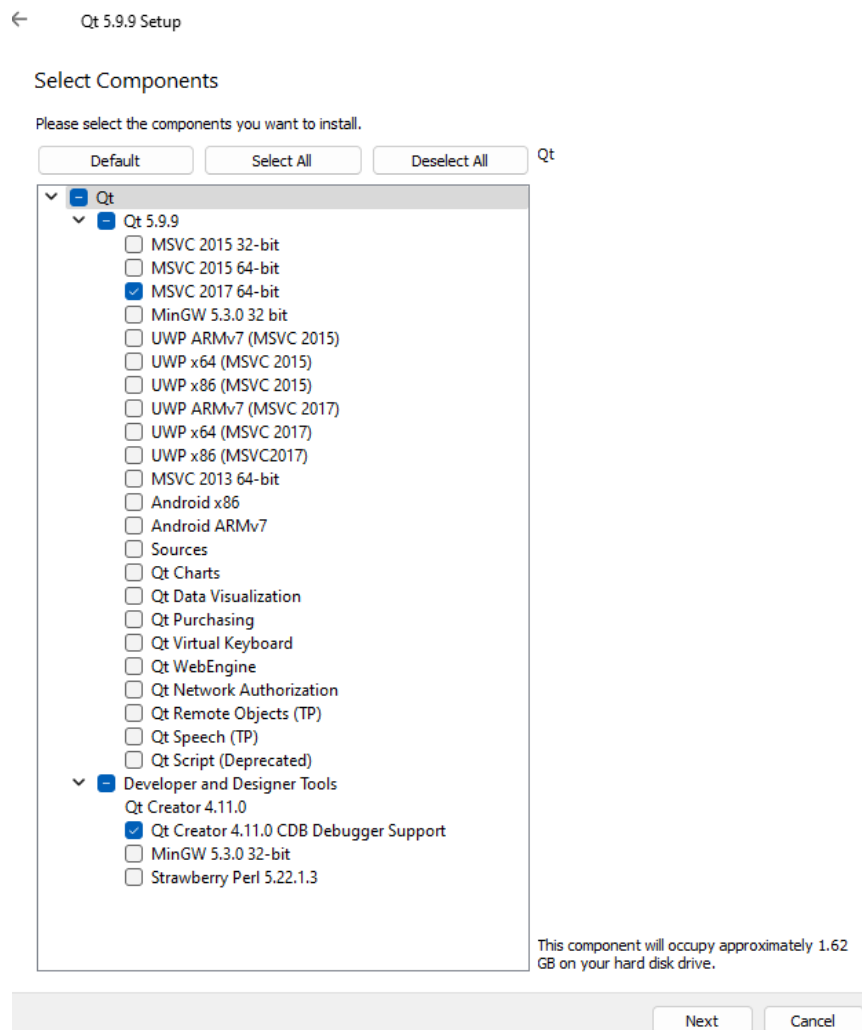 Qt 5.9.9 Setup
Select Components
Please select the components you want to install.
Default Select All Deselect All Qt
Qt
Qt 5.9.9
MSVC 2015 32-bit
MSVC 2015 64-bit
MSVC 2017 64-bit
MinGW 5.3.0 32 bit
UWP ARMv7 (MSVC 2015)
UWP x64 (MSVC 2015)
UWP x86 (MSVC 2015)
UWP ARMv7 (MSVC 2017)
UWP x64 (MSVC 2017)
UWP x86 (MSVC2017)
MSVC 2013 64-bit
Android x86
Android ARMv7
Sources
Qt Charts
Qt Data Visualization
Qt Purchasing
Qt Virtual Keyboard
Qt WebEngine
Qt Network Authorization
Qt Remote Objects (TP)
Qt Speech (TP)
Qt Script (Deprecated)
Developer and Designer Tools
Qt Creator 4.11.0
Qt Creator 4.11.0 CDB Debugger Support
MinGW 5.3.0 32-bit
Strawberry Perl 5.22.1.3
This component will occupy approximately 1.62
GB on your hard disk drive.
Next Cancel